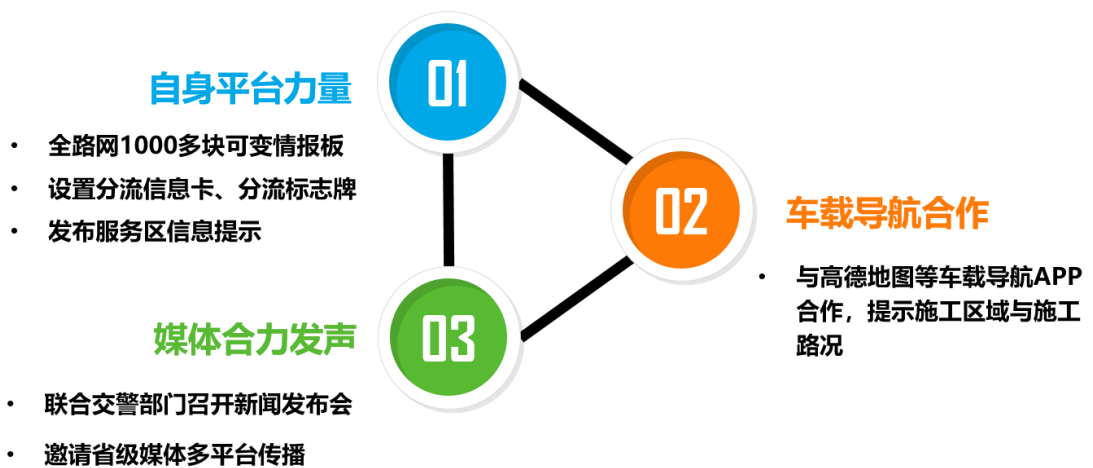 01
自身平台力量
• 全路网1000多块可变情报板
• 设置分流信息卡、分流标志牌
• 发布服务区信息提示
02
车载导航合作
• 与高德地图等车载导航APP
合作，提示施工区域与施工
路况
03
媒体合力发声
• 联合交警部门召开新闻发布会
• 邀请省级媒体多平台传播